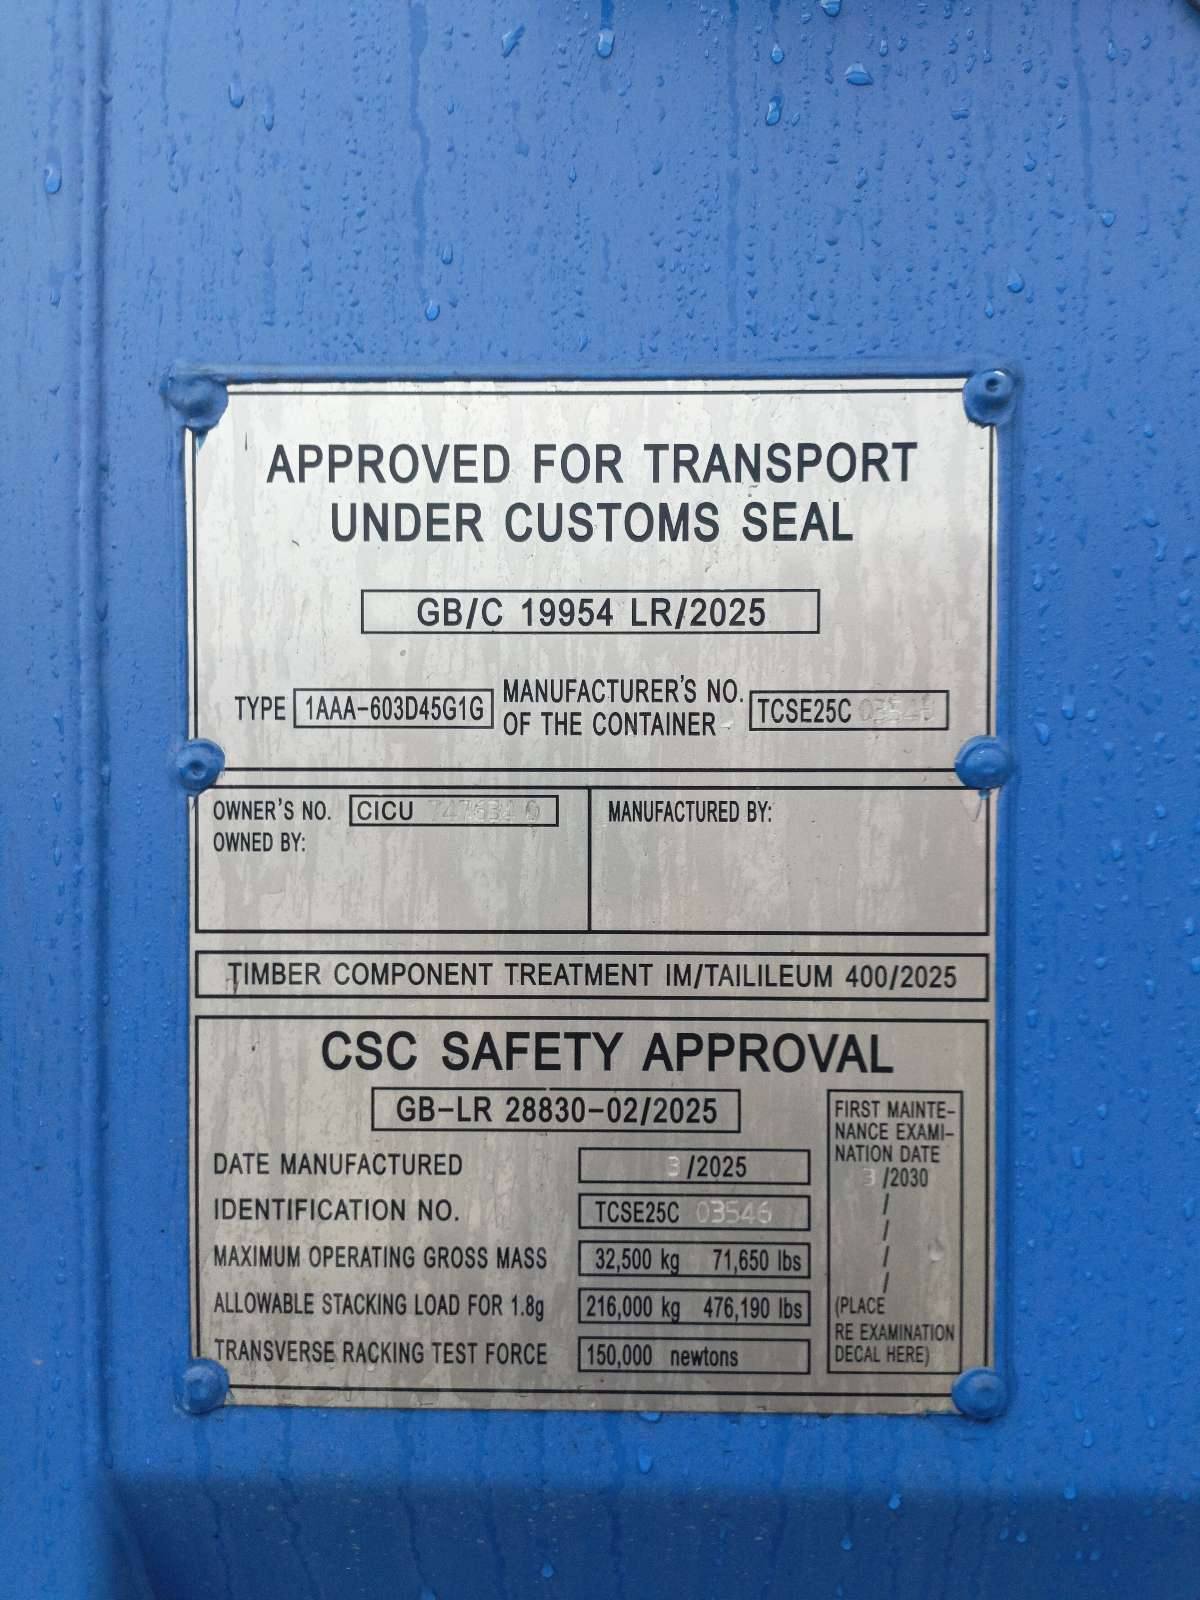 APPROVED FOR TRANSPORT
UNDER CUSTOMS SEAL
GB/C 19954 LR/2025
TYPE 1AAA-603D45G1G
MANUFACTURER'S NO.
OF THE CONTAINER
TCSE25C
OWNER'S NO. CICU
OWNED BY:
MANUFACTURED BY:
TIMBER COMPONENT TREATMENT IM/TAILILEUM 400/2025
CSC SAFETY APPROVAL
GB-LR 28830-02/2025
DATE MANUFACTURED 3/2025
IDENTIFICATION NO. TCSE25C 03546
MAXIMUM OPERATING GROSS MASS 32,500 kg 71,650 lbs
ALLOWABLE STACKING LOAD FOR 1.8g 216,000 kg 476,190 lbs
TRANSVERSE RACKING TEST FORCE 150,000 newtons
FIRST MAINTE-
NANCE EXAMI-
NATION DATE
3/2030
/
/
/
/
(PLACE
RE EXAMINATION
DECAL HERE)